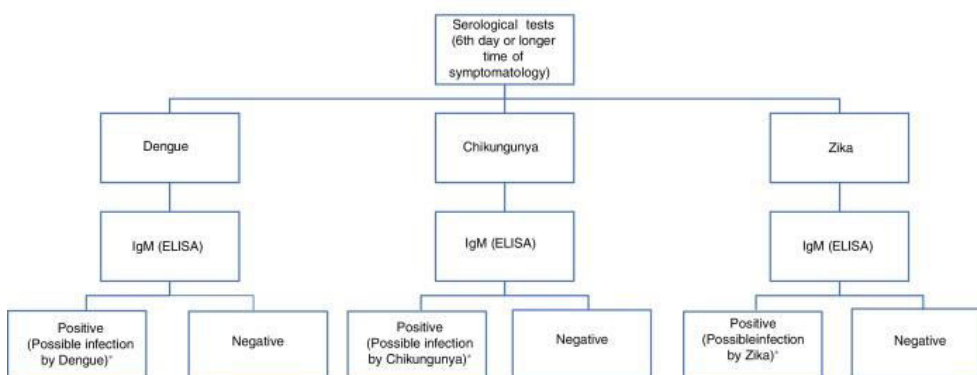 Serological tests
(6th day or longer
time of
symptomatology)
Dengue
Chikungunya
Zika
IgM (ELISA)
IgM (ELISA)
IgM (ELISA)
Positive
(Possible infection
by Dengue)*
Negative
Positive
(Possible infection
by Chikungunya)*
Negative
Positive
(Possibleinfection
by Zika)*
Negative